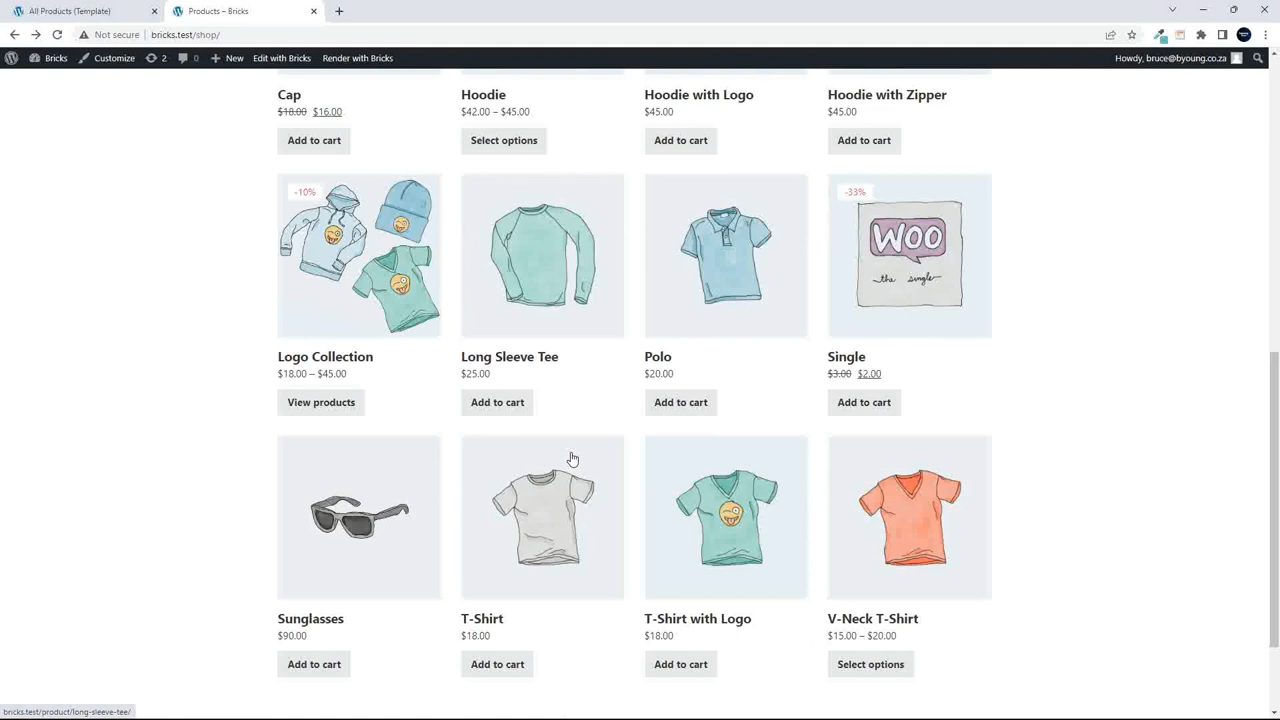 All Products (Template)
Products – Bricks
Not secure
bricks.test/shop/
Bricks
Customize
2
0
New
Edit with Bricks
Render with Bricks
Howdy, bruce@byoung.co.za
Cap
Hoodie
Hoodie with Logo
Hoodie with Zipper
$18.00 $16.00
$42.00 – $45.00
$45.00
$45.00
Add to cart
Select options
Add to cart
Add to cart
-10%
-33%
WOO
the single
Logo Collection
Long Sleeve Tee
Polo
Single
$18.00 – $45.00
$25.00
$20.00
$3.00 $2.00
View products
Add to cart
Add to cart
Add to cart
Sunglasses
T-Shirt
T-Shirt with Logo
V-Neck T-Shirt
$90.00
$18.00
$18.00
$15.00 – $20.00
Add to cart
Add to cart
Add to cart
Select options
bricks.test/product/long-sleeve-tee/